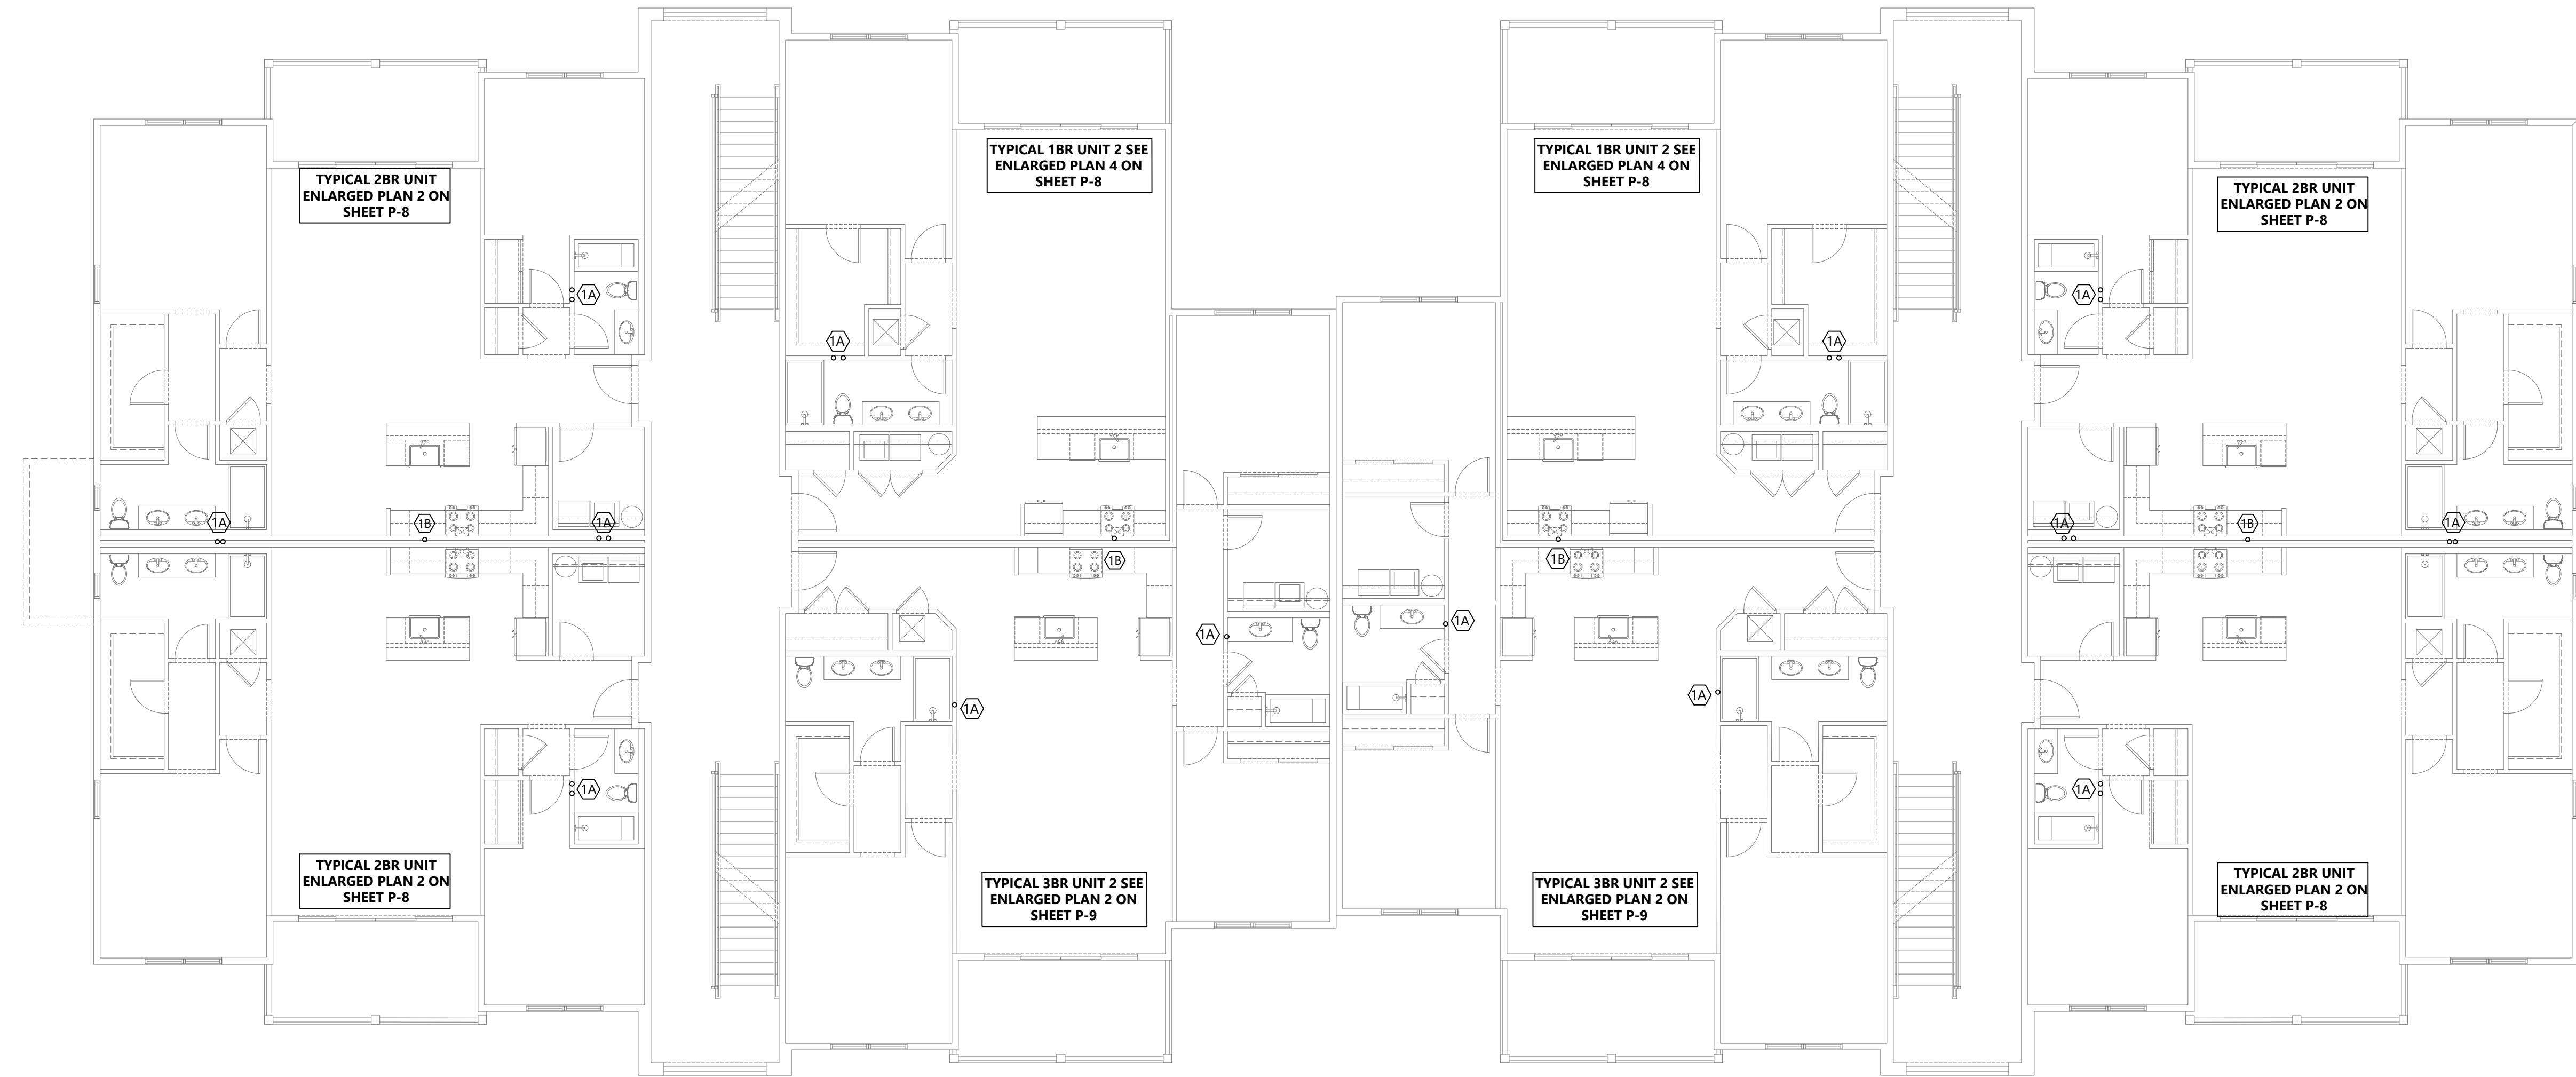 TYPICAL 1BR UNIT 2 SEE
ENLARGED PLAN 4 ON
SHEET P-8
TYPICAL 1BR UNIT 2 SEE
ENLARGED PLAN 4 ON
SHEET P-8
TYPICAL 2BR UNIT
ENLARGED PLAN 2 ON
SHEET P-8
TYPICAL 2BR UNIT
ENLARGED PLAN 2 ON
SHEET P-8
1A
1A
1A
1A
1A
1B
1A
1A
1B
1A
1B
1B
1A
1A
1A
1A
1A
1A
TYPICAL 2BR UNIT
ENLARGED PLAN 2 ON
SHEET P-8
TYPICAL 3BR UNIT 2 SEE
ENLARGED PLAN 2 ON
SHEET P-9
TYPICAL 3BR UNIT 2 SEE
ENLARGED PLAN 2 ON
SHEET P-9
TYPICAL 2BR UNIT
ENLARGED PLAN 2 ON
SHEET P-8